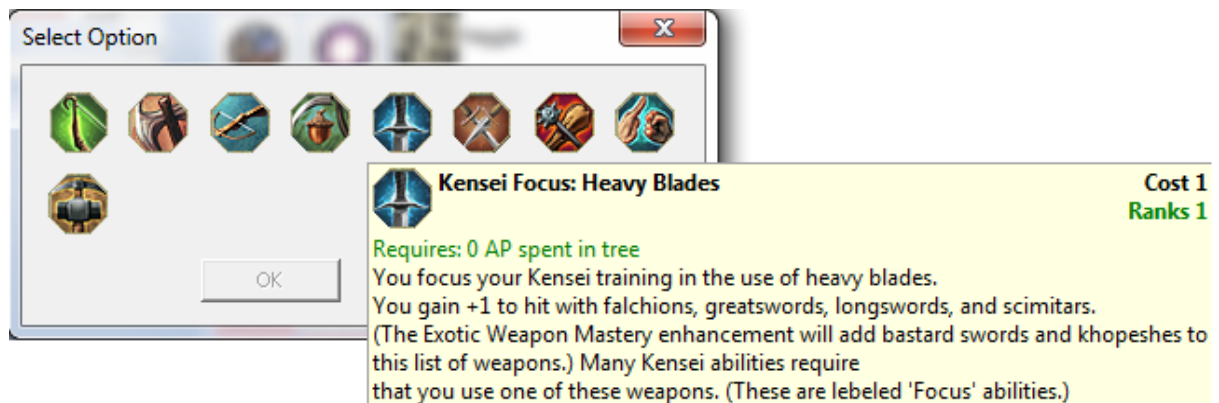 Select Option
Kensei Focus: Heavy Blades
Cost 1
Ranks 1
Requires: 0 AP spent in tree
You focus your Kensei training in the use of heavy blades.
You gain +1 to hit with falchions, greatswords, longswords, and scimitars.
(The Exotic Weapon Mastery enhancement will add bastard swords and khopeshes to
this list of weapons.) Many Kensei abilities require
that you use one of these weapons. (These are lebeled 'Focus' abilities.)
OK